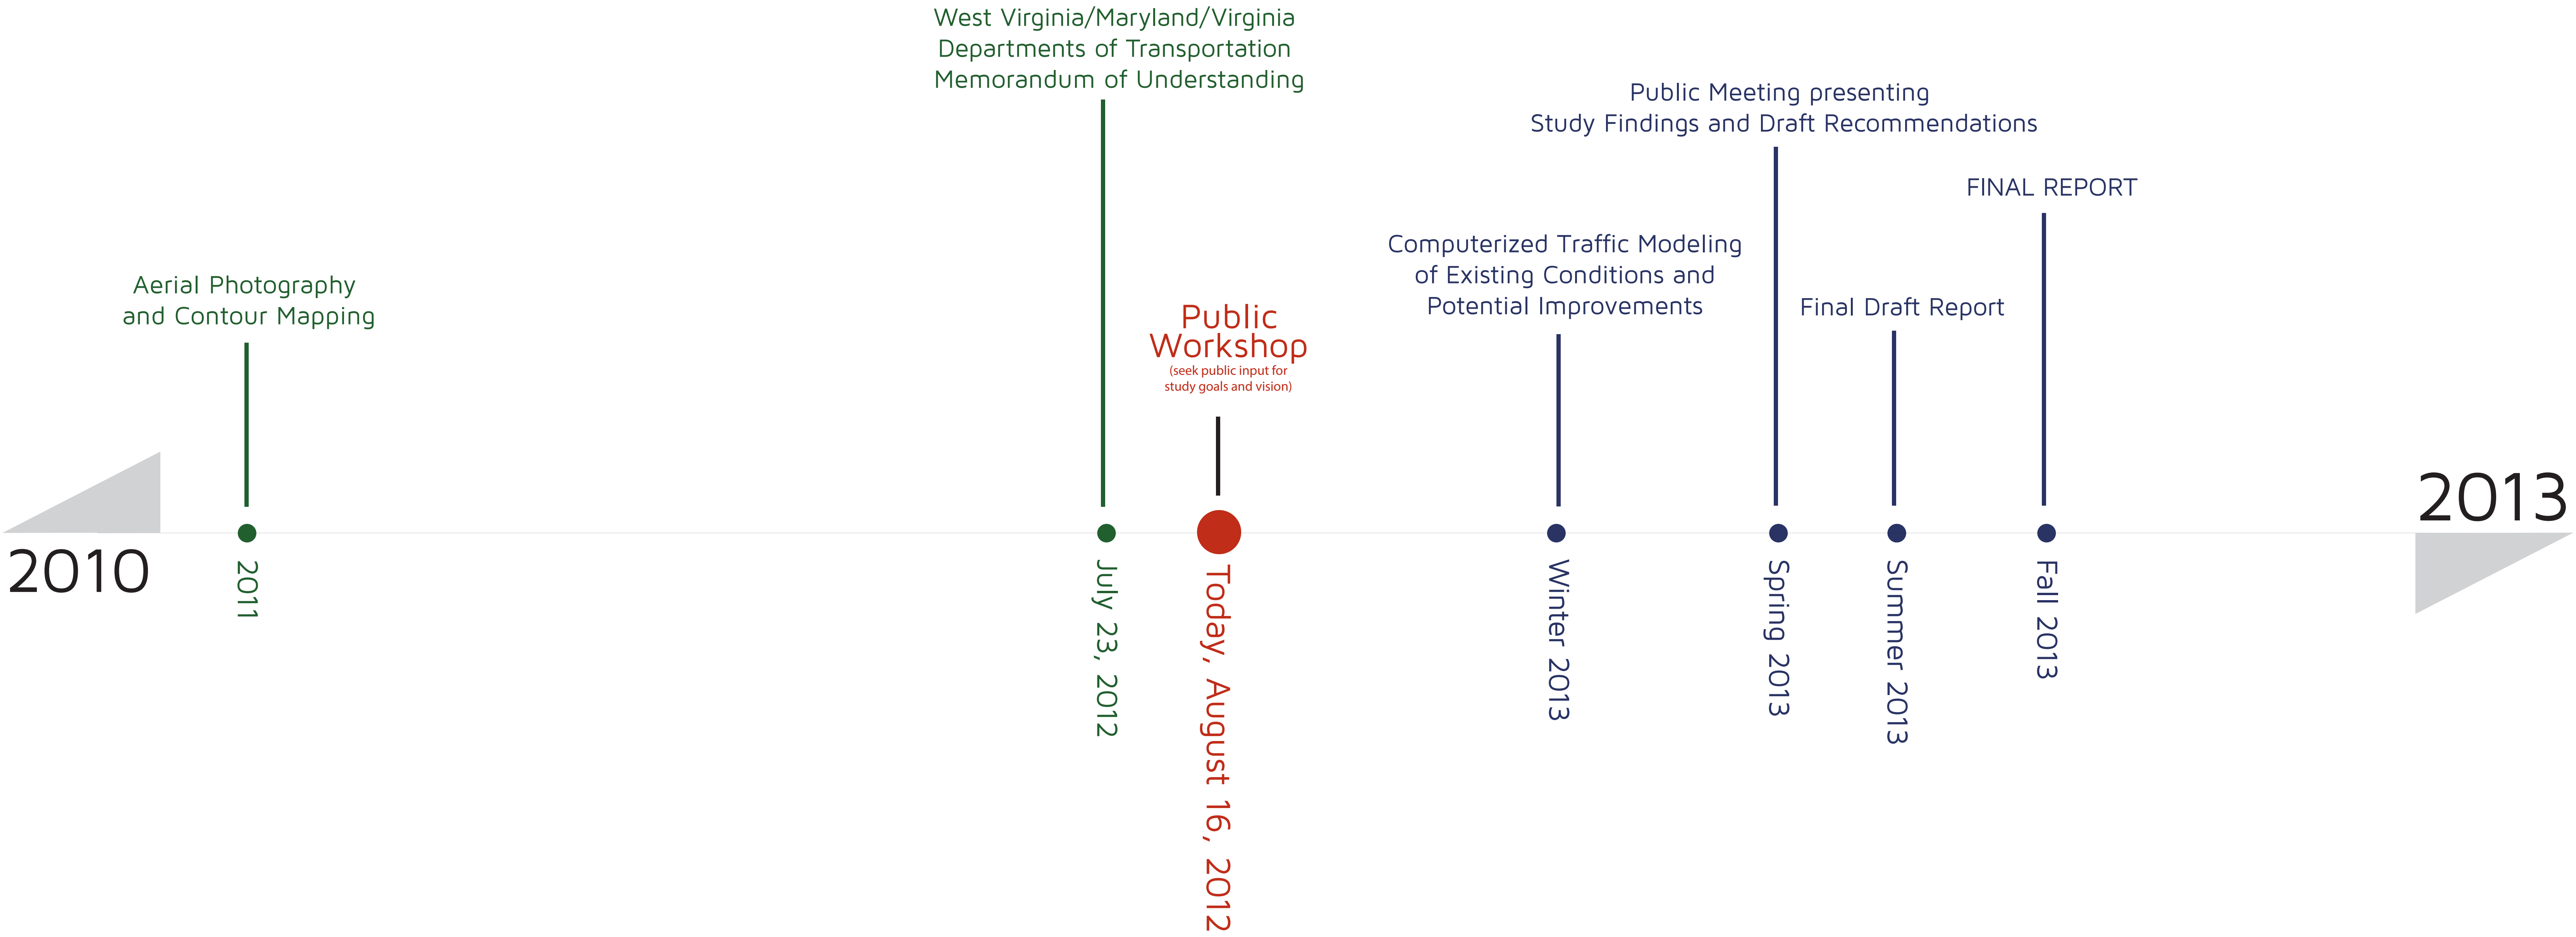 West Virginia/Maryland/Virginia
Departments of Transportation
Memorandum of Understanding
Public Meeting presenting
Study Findings and Draft Recommendations
FINAL REPORT
Computerized Traffic Modeling
of Existing Conditions and
Potential Improvements
Final Draft Report
Aerial Photography
and Contour Mapping
Public
Workshop
(seek public input for
study goals and vision)
2010
2013
2011
July 23, 2012
Today, August 16, 2012
Winter 2013
Spring 2013
Summer 2013
Fall 2013